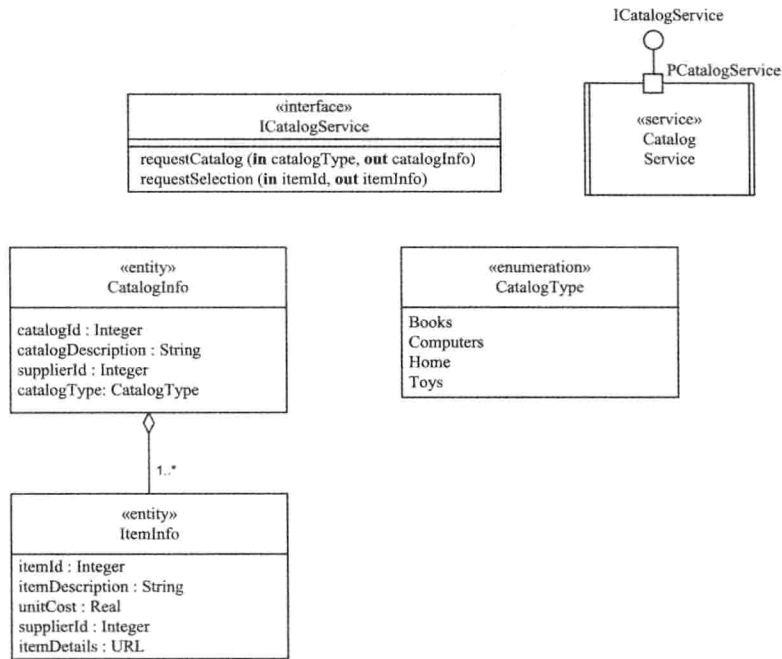 ICatalogService
PCatalogService
«interface»
ICatalogService
requestCatalog (in catalogType, out catalogInfo)
requestSelection (in itemId, out itemInfo)
«service»
Catalog
Service
«entity»
CatalogInfo
catalogId : Integer
catalogDescription : String
supplierId : Integer
catalogType: CatalogType
«enumeration»
CatalogType
Books
Computers
Home
Toys
1..*
«entity»
ItemInfo
itemId : Integer
itemDescription : String
unitCost : Real
supplierId : Integer
itemDetails : URL